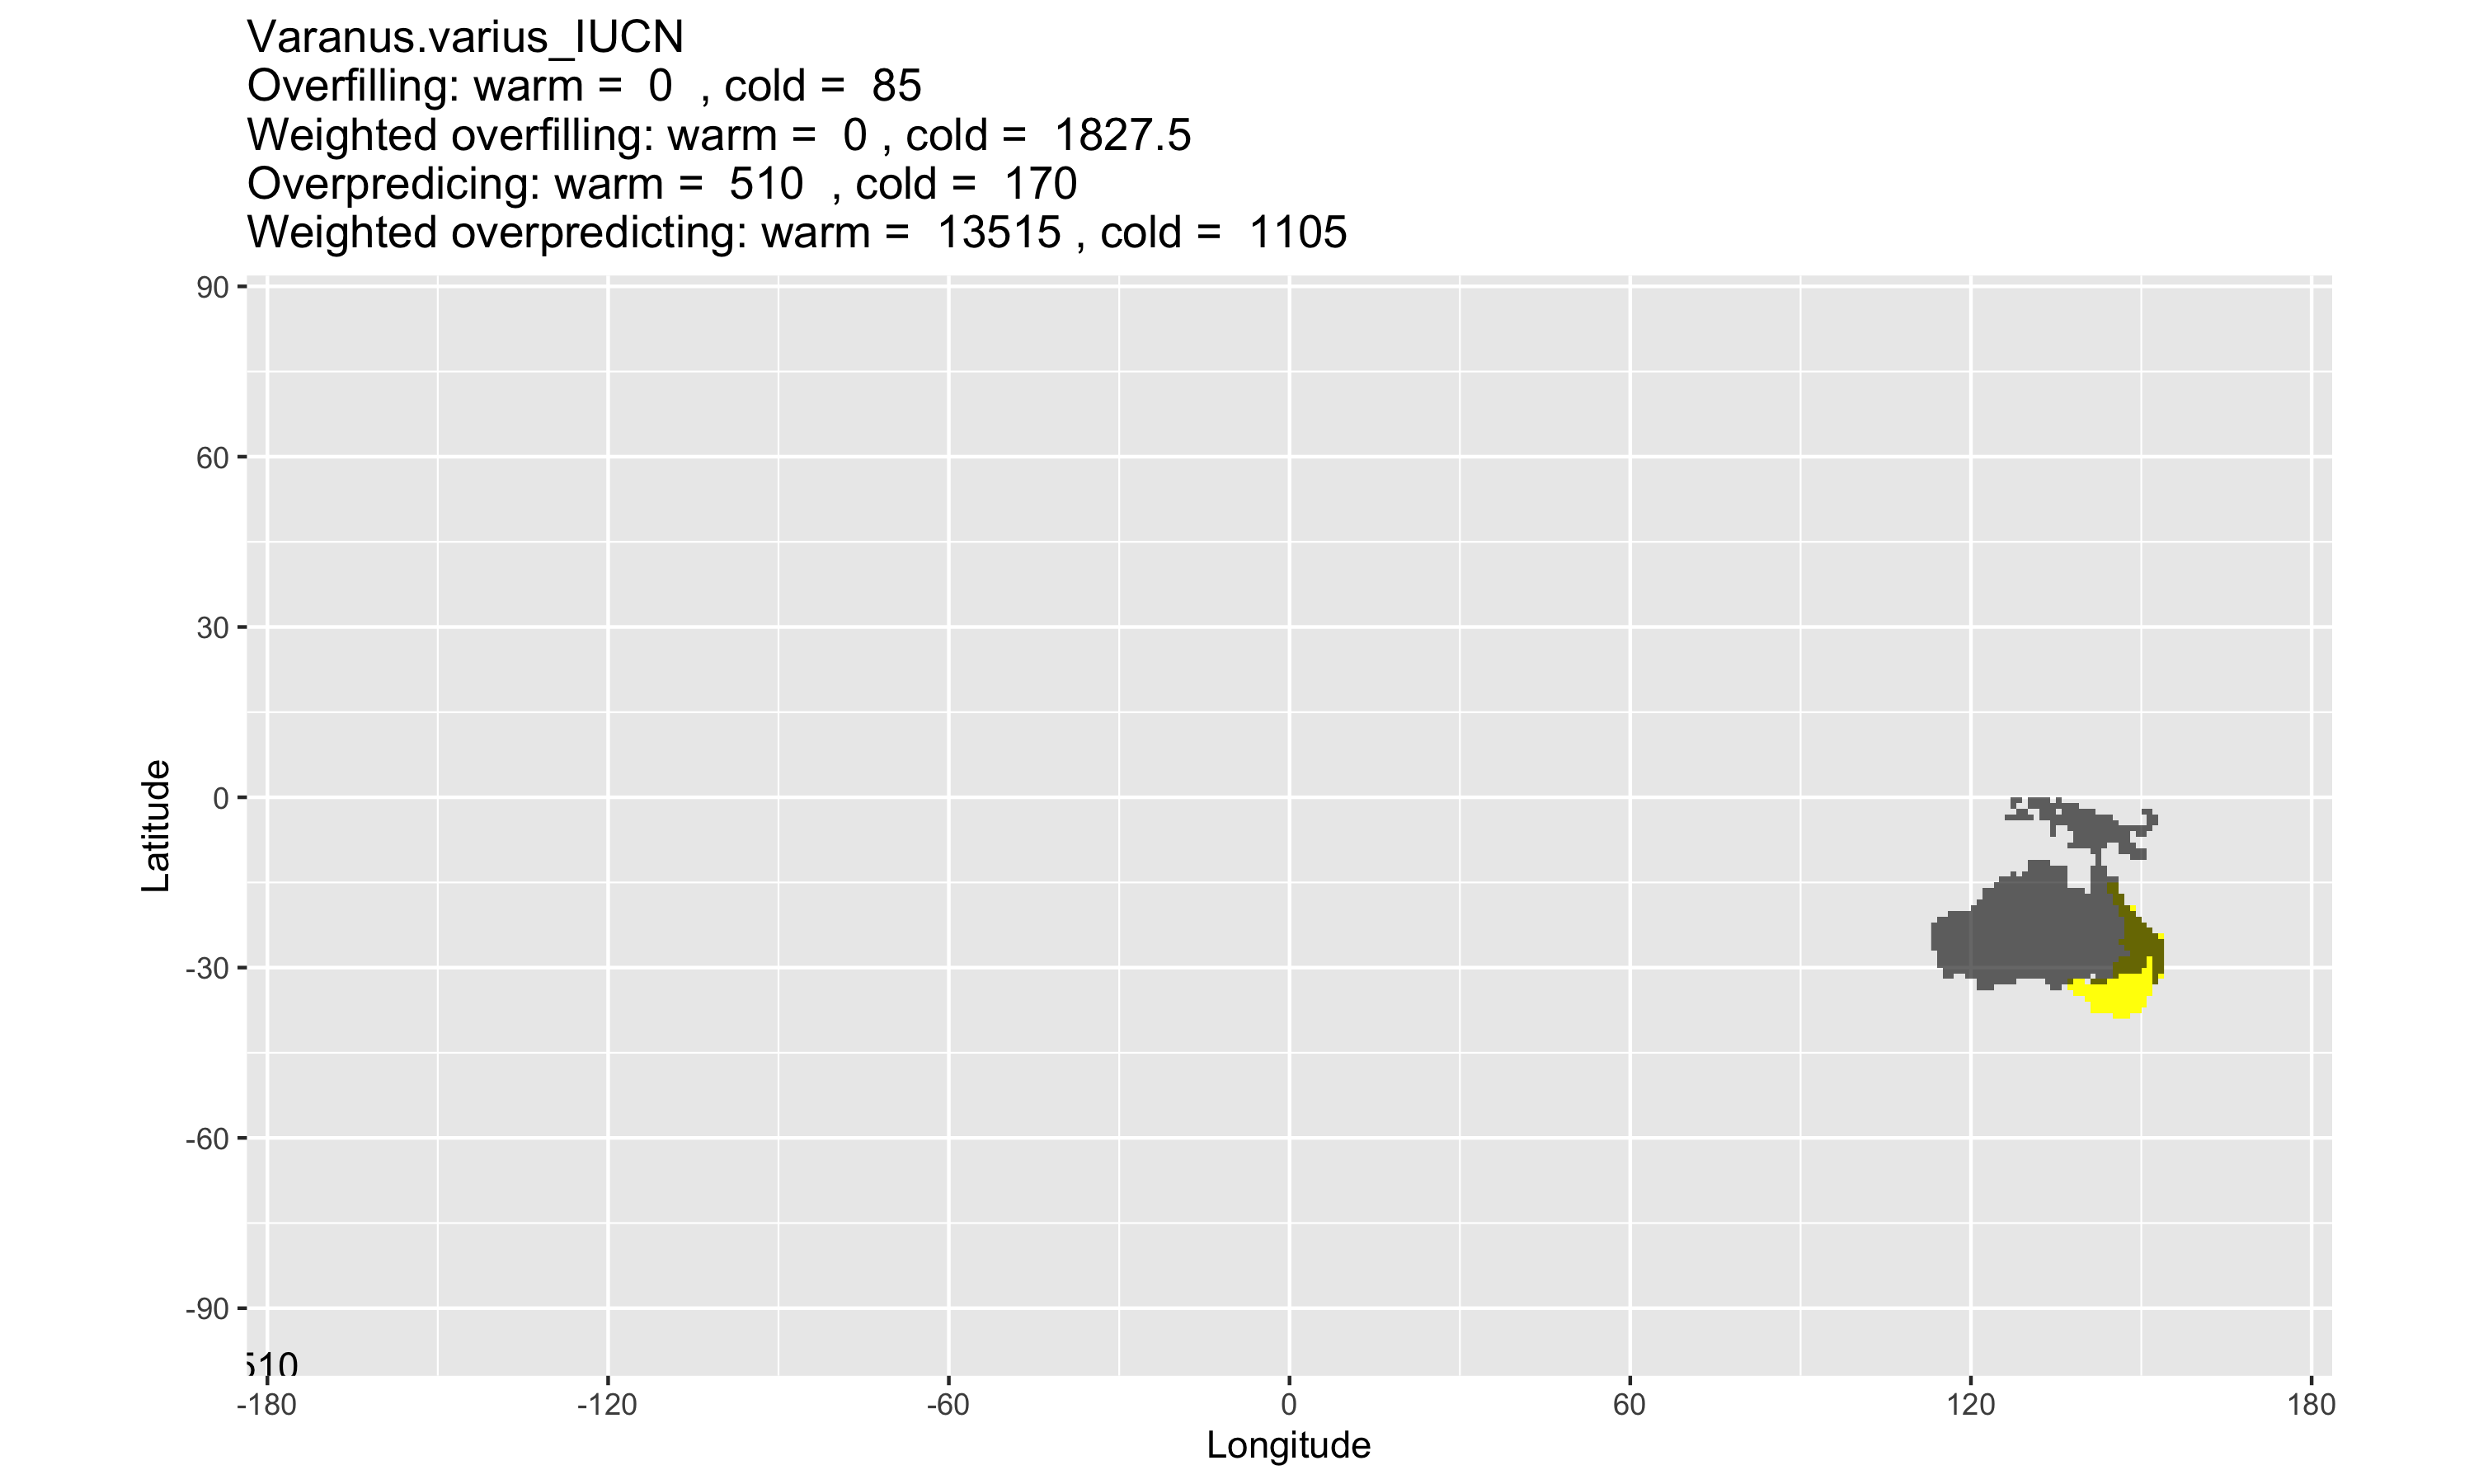 Varanus.varius_IUCN
Overfilling: warm =  0  , cold =  85
Weighted overfilling: warm =  0 , cold =  1827.5
Overpredicing: warm =  510  , cold =  170
Weighted overpredicting: warm =  13515 , cold =  1105
90
60
30
0
-30
-60
-90
Latitude
510
-180
-120
-60
0
60
120
180
Longitude